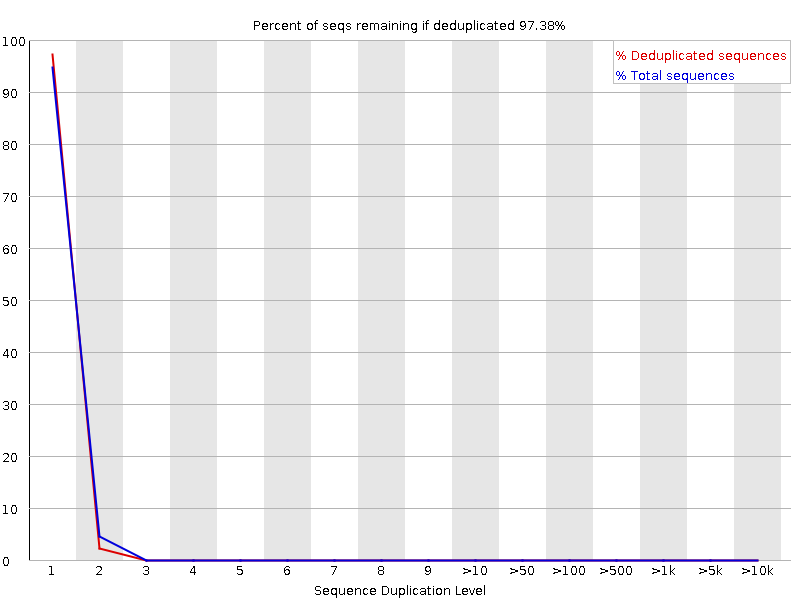 Percent of seqs remaining if deduplicated 97.38%
% Deduplicated sequences
% Total sequences
100
90
80
70
60
50
40
30
20
10
0
1 2 3 4 5 6 7 8 9 >10 >50 >100 >500 >1k >5k >10k
Sequence Duplication Level